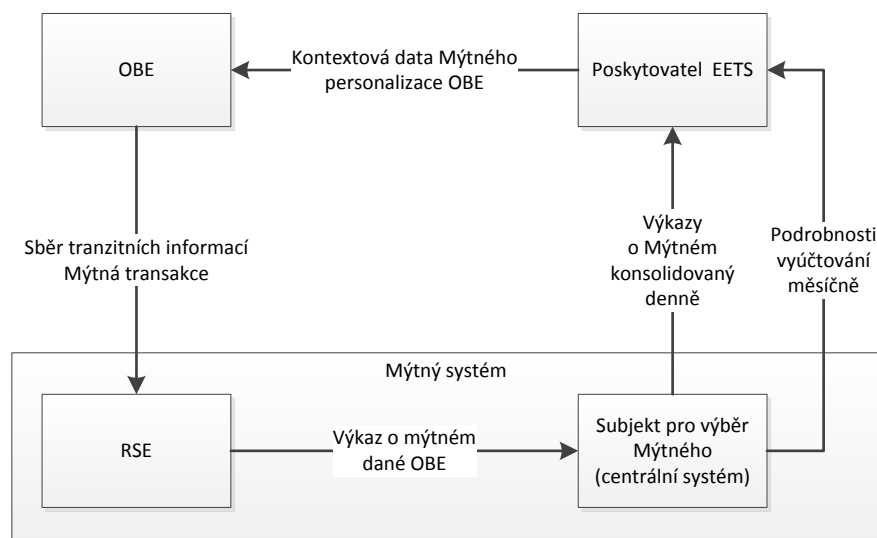 OBE
Kontextová data Mýtného
personalizace OBE
Poskytovatel EETS
Sběr tranzitních informací
Mýtná transakce
Výkazy
o Mýtném
konsolidovaný
denně
Podrobnosti
vyúčtování
měsíčně
Mýtný systém
RSE
Výkaz o mýtném
dané OBE
Subjekt pro výběr
Mýtného
(centrální systém)